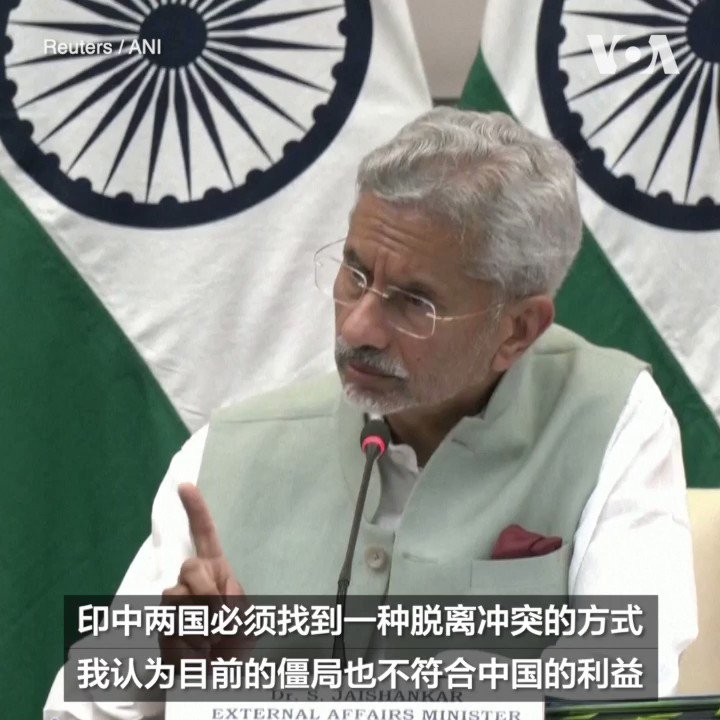 Reuters / ANI
VOA
印中两国必须找到一种脱离冲突的方式
我认为目前的僵局也不符合中国的利益
Dr. S. JAISHANKAR
EXTERNAL AFFAIRS MINISTER